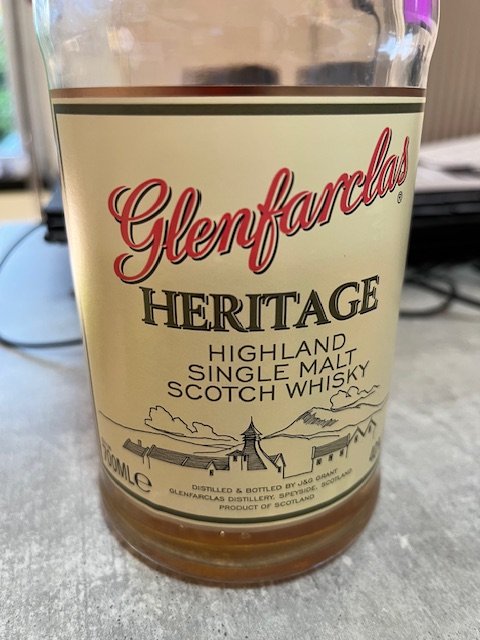 Glenfarclas®
HERITAGE
HIGHLAND
SINGLE MALT
SCOTCH WHISKY
700ML℮
DISTILLED & BOTTLED BY J&G GRANT
GLENFARCLAS DISTILLERY, SPEYSIDE, SCOTLAND
PRODUCT OF SCOTLAND